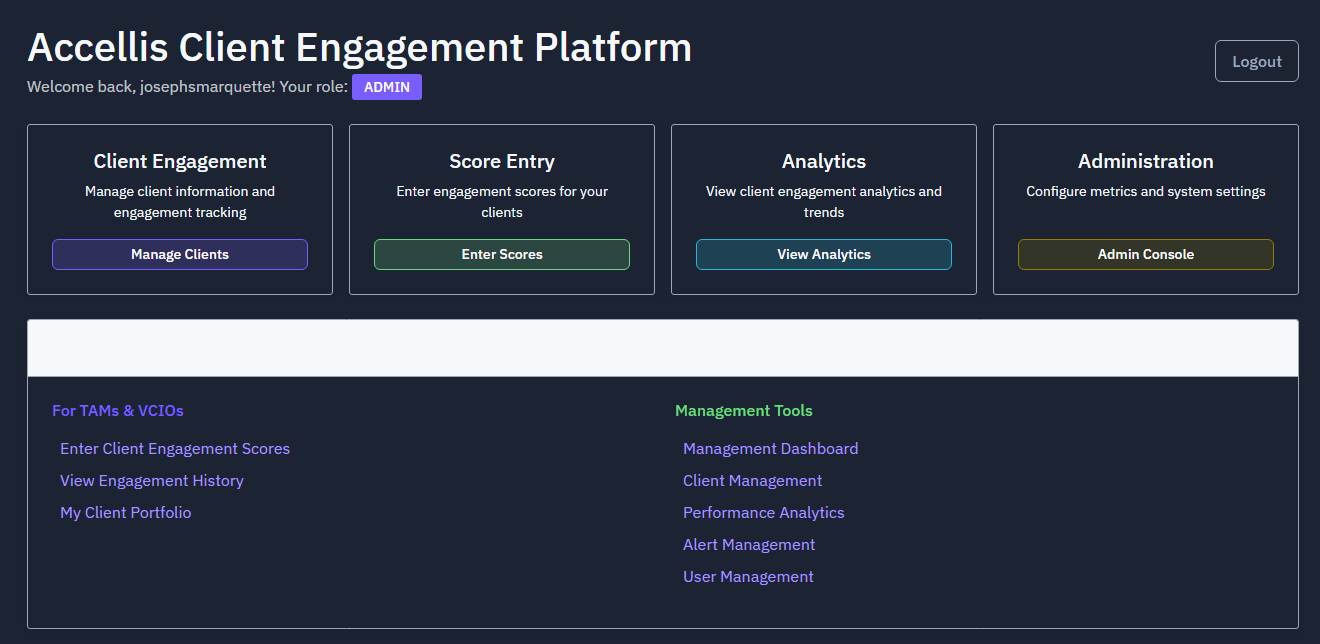 Accellis Client Engagement Platform
Welcome back, josephsmarquette! Your role: ADMIN
Logout
Client Engagement
Manage client information and
engagement tracking
Manage Clients
Score Entry
Enter engagement scores for your
clients
Enter Scores
Analytics
View client engagement analytics and
trends
View Analytics
Administration
Configure metrics and system settings
Admin Console
For TAMs & VCIOs
Enter Client Engagement Scores
View Engagement History
My Client Portfolio
Management Tools
Management Dashboard
Client Management
Performance Analytics
Alert Management
User Management